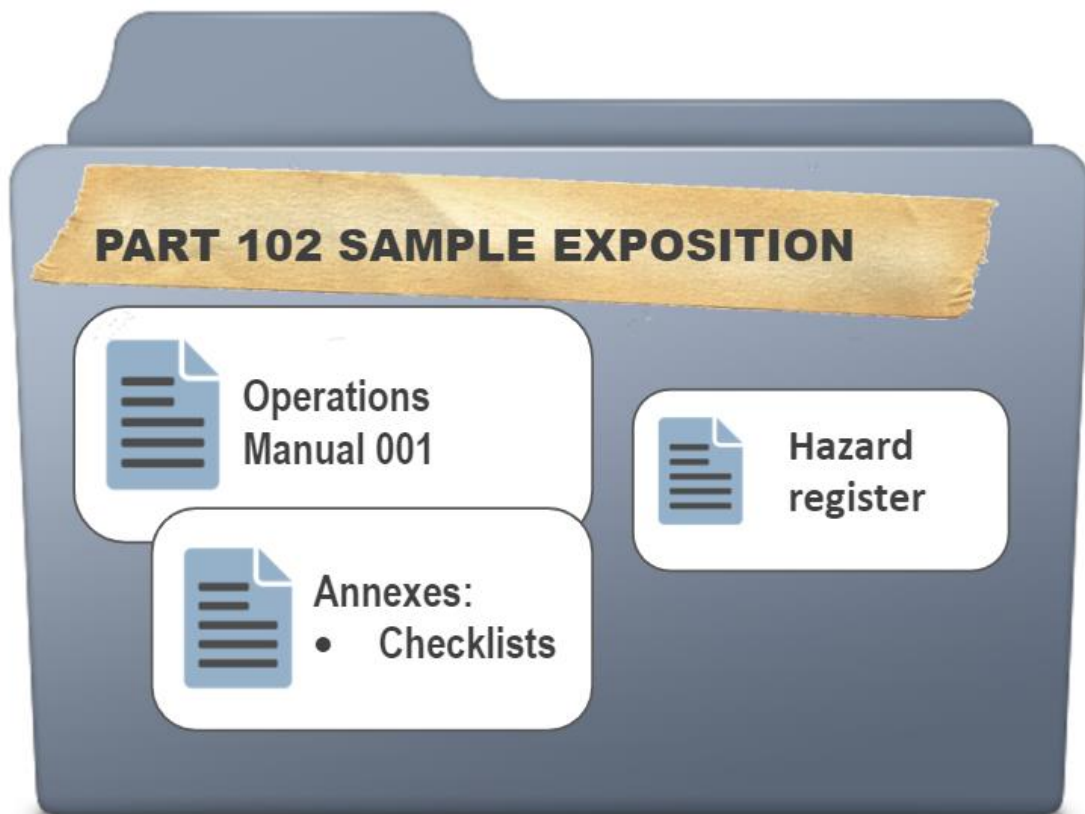 PART 102 SAMPLE EXPOSITION
Operations
Manual 001
Annexes:
• Checklists
Hazard
register